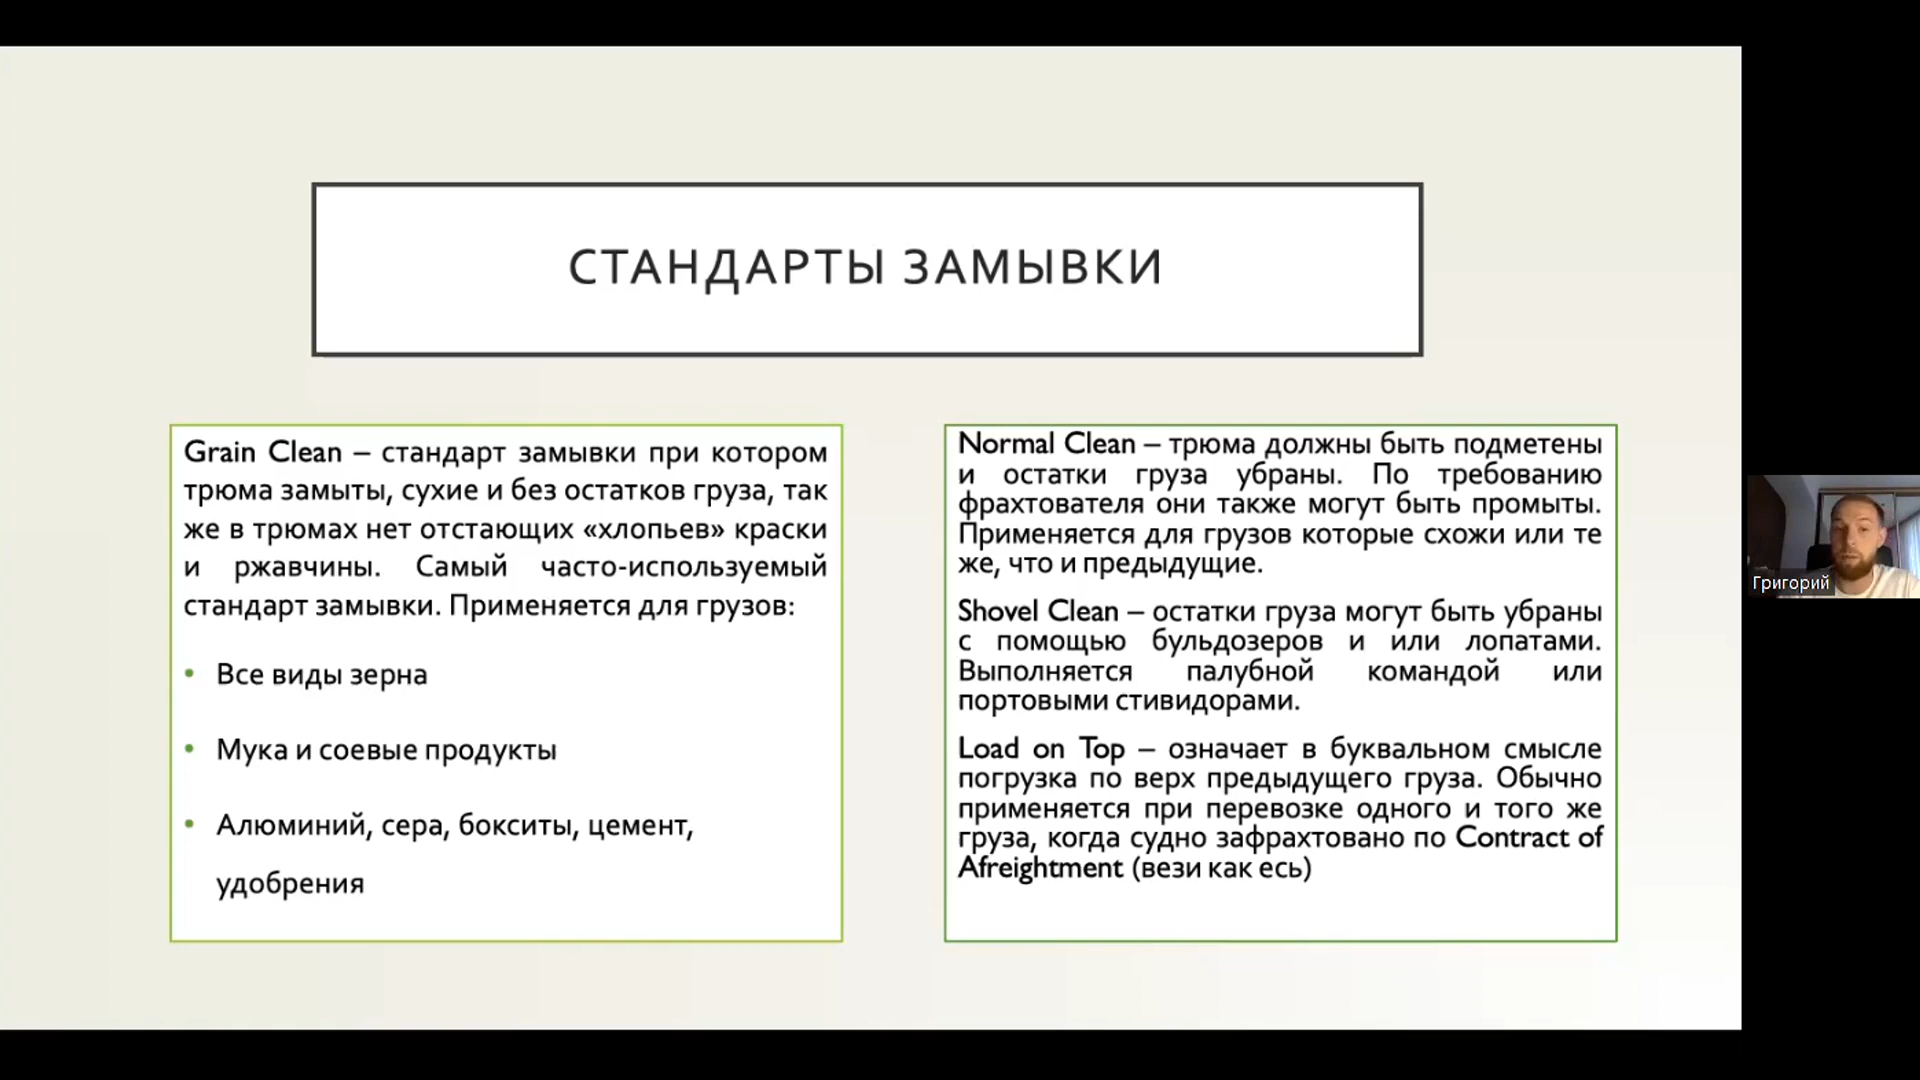 СТАНДАРТЫ ЗАМЫВКИ
Grain Clean – стандарт замывки при котором
трюма замыты, сухие и без остатков груза, так
же в трюмах нет отстающих «хлопьев» краски
и ржавчины. Самый часто-используемый
стандарт замывки. Применяется для грузов:
• Все виды зерна
• Мука и соевые продукты
• Алюминий, сера, бокситы, цемент,
удобрения
Normal Clean – трюма должны быть подметены
и остатки груза убраны. По требованию
фрахтователя они также могут быть промыты.
Применяется для грузов которые схожи или те
же, что и предыдущие.
Shovel Clean – остатки груза могут быть убраны
с помощью бульдозеров и или лопатами.
Выполняется палубной командой или
портовыми стивидорами.
Load on Top – означает в буквальном смысле
погрузка по верх предыдущего груза. Обычно
применяется при перевозке одного и того же
груза, когда судно зафрахтовано по Contract of
Afreightment (вези как есь)
Григорий